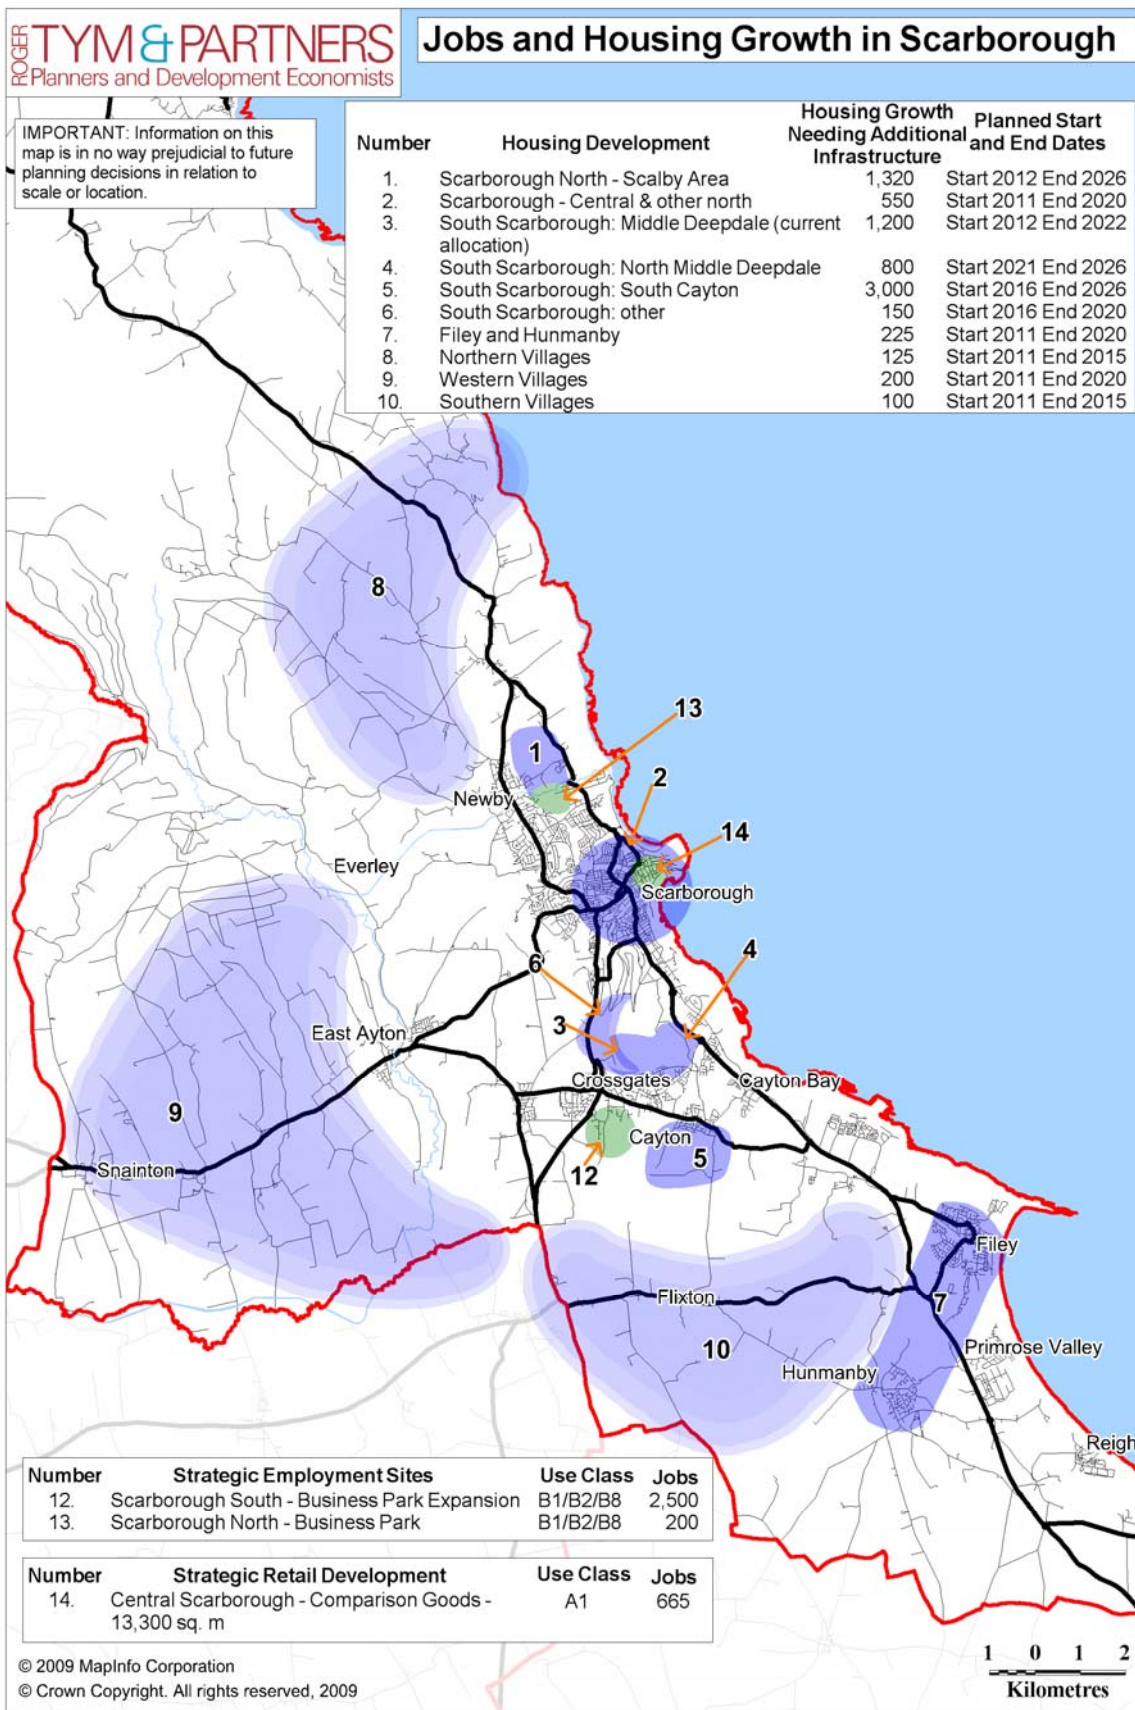 ROGER
TYM & PARTNERS
Planners and Development Economists
Jobs and Housing Growth in Scarborough
IMPORTANT: Information on this
map is in no way prejudicial to future
planning decisions in relation to
scale or location.
Number Housing Development Housing Growth Needing Additional Infrastructure Planned Start and End Dates
1. Scarborough North - Scalby Area 1,320 Start 2012 End 2026
2. Scarborough - Central & other north 550 Start 2011 End 2020
3. South Scarborough: Middle Deepdale (current 1,200 Start 2012 End 2022
allocation)
4. South Scarborough: North Middle Deepdale 800 Start 2021 End 2026
5. South Scarborough: South Cayton 3,000 Start 2016 End 2026
6. South Scarborough: other 150 Start 2016 End 2020
7. Filey and Hunmanby 225 Start 2011 End 2020
8. Northern Villages 125 Start 2011 End 2015
9. Western Villages 200 Start 2011 End 2020
10. Southern Villages 100 Start 2011 End 2015
8
13
1
2
Newby
14
Everley
Scarborough
4
6
3
East Ayton
Crossgates
Cayton Bay
9
Cayton
5
Snainton
12
Filey
Flixton
7
10
Primrose Valley
Hunmanby
Reigh
Number Strategic Employment Sites Use Class Jobs
12. Scarborough South - Business Park Expansion B1/B2/B8 2,500
13. Scarborough North - Business Park B1/B2/B8 200
Number Strategic Retail Development Use Class Jobs
14. Central Scarborough - Comparison Goods - A1 665
13,300 sq. m
© 2009 MapInfo Corporation
© Crown Copyright. All rights reserved, 2009
1 0 1 2
Kilometres